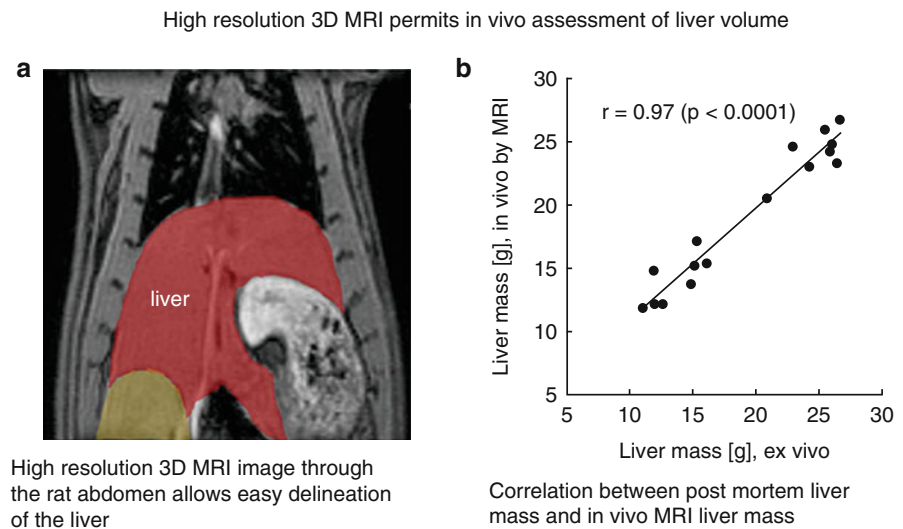 High resolution 3D MRI permits in vivo assessment of liver volume
a
liver
High resolution 3D MRI image through
the rat abdomen allows easy delineation
of the liver
b
30
25
20
15
10
5
r = 0.97 (p < 0.0001)
Liver mass [g], in vivo by MRI
5 10 15 20 25 30
Liver mass [g], ex vivo
Correlation between post mortem liver
mass and in vivo MRI liver mass